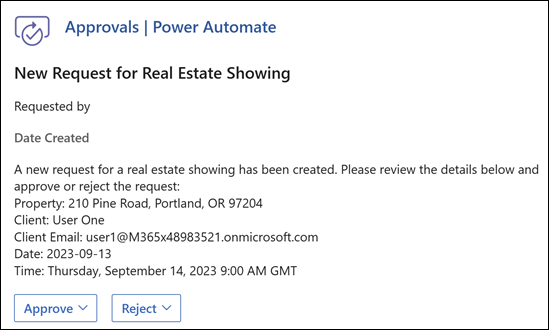 Approvals | Power Automate
New Request for Real Estate Showing
Requested by
Date Created
A new request for a real estate showing has been created. Please review the details below and
approve or reject the request:
Property: 210 Pine Road, Portland, OR 97204
Client: User One
Client Email: user1@M365x48983521.onmicrosoft.com
Date: 2023-09-13
Time: Thursday, September 14, 2023 9:00 AM GMT
Approve
Reject